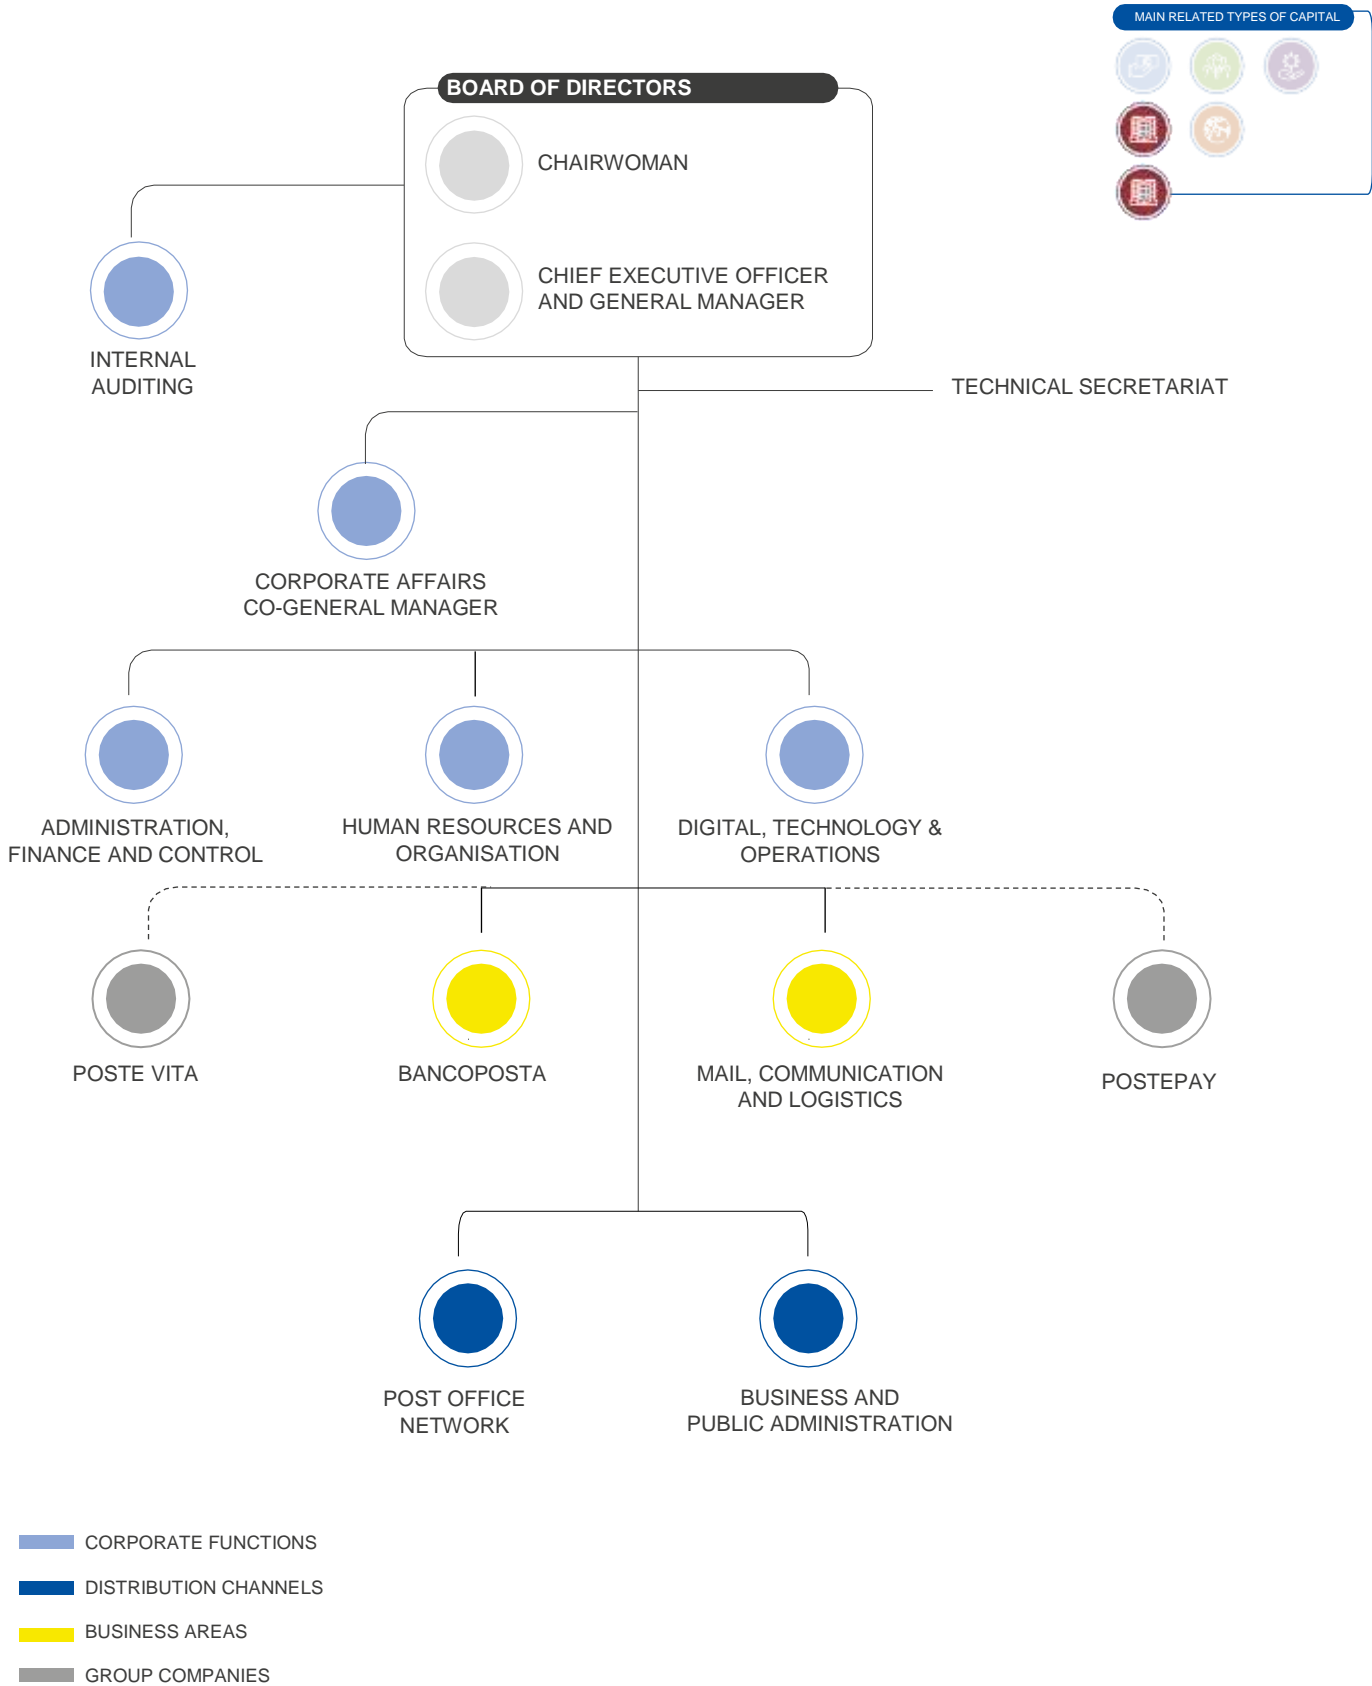 MAIN RELATED TYPES OF CAPITAL
BOARD OF DIRECTORS
CHAIRWOMAN
CHIEF EXECUTIVE OFFICER
AND GENERAL MANAGER
INTERNAL
AUDITING
TECHNICAL SECRETARIAT
CORPORATE AFFAIRS
CO-GENERAL MANAGER
ADMINISTRATION,
FINANCE AND CONTROL
HUMAN RESOURCES AND
ORGANISATION
DIGITAL, TECHNOLOGY &
OPERATIONS
POSTE VITA
BANCOPOSTA
MAIL, COMMUNICATION
AND LOGISTICS
POSTEPAY
POST OFFICE
NETWORK
BUSINESS AND
PUBLIC ADMINISTRATION
CORPORATE FUNCTIONS
DISTRIBUTION CHANNELS
BUSINESS AREAS
GROUP COMPANIES